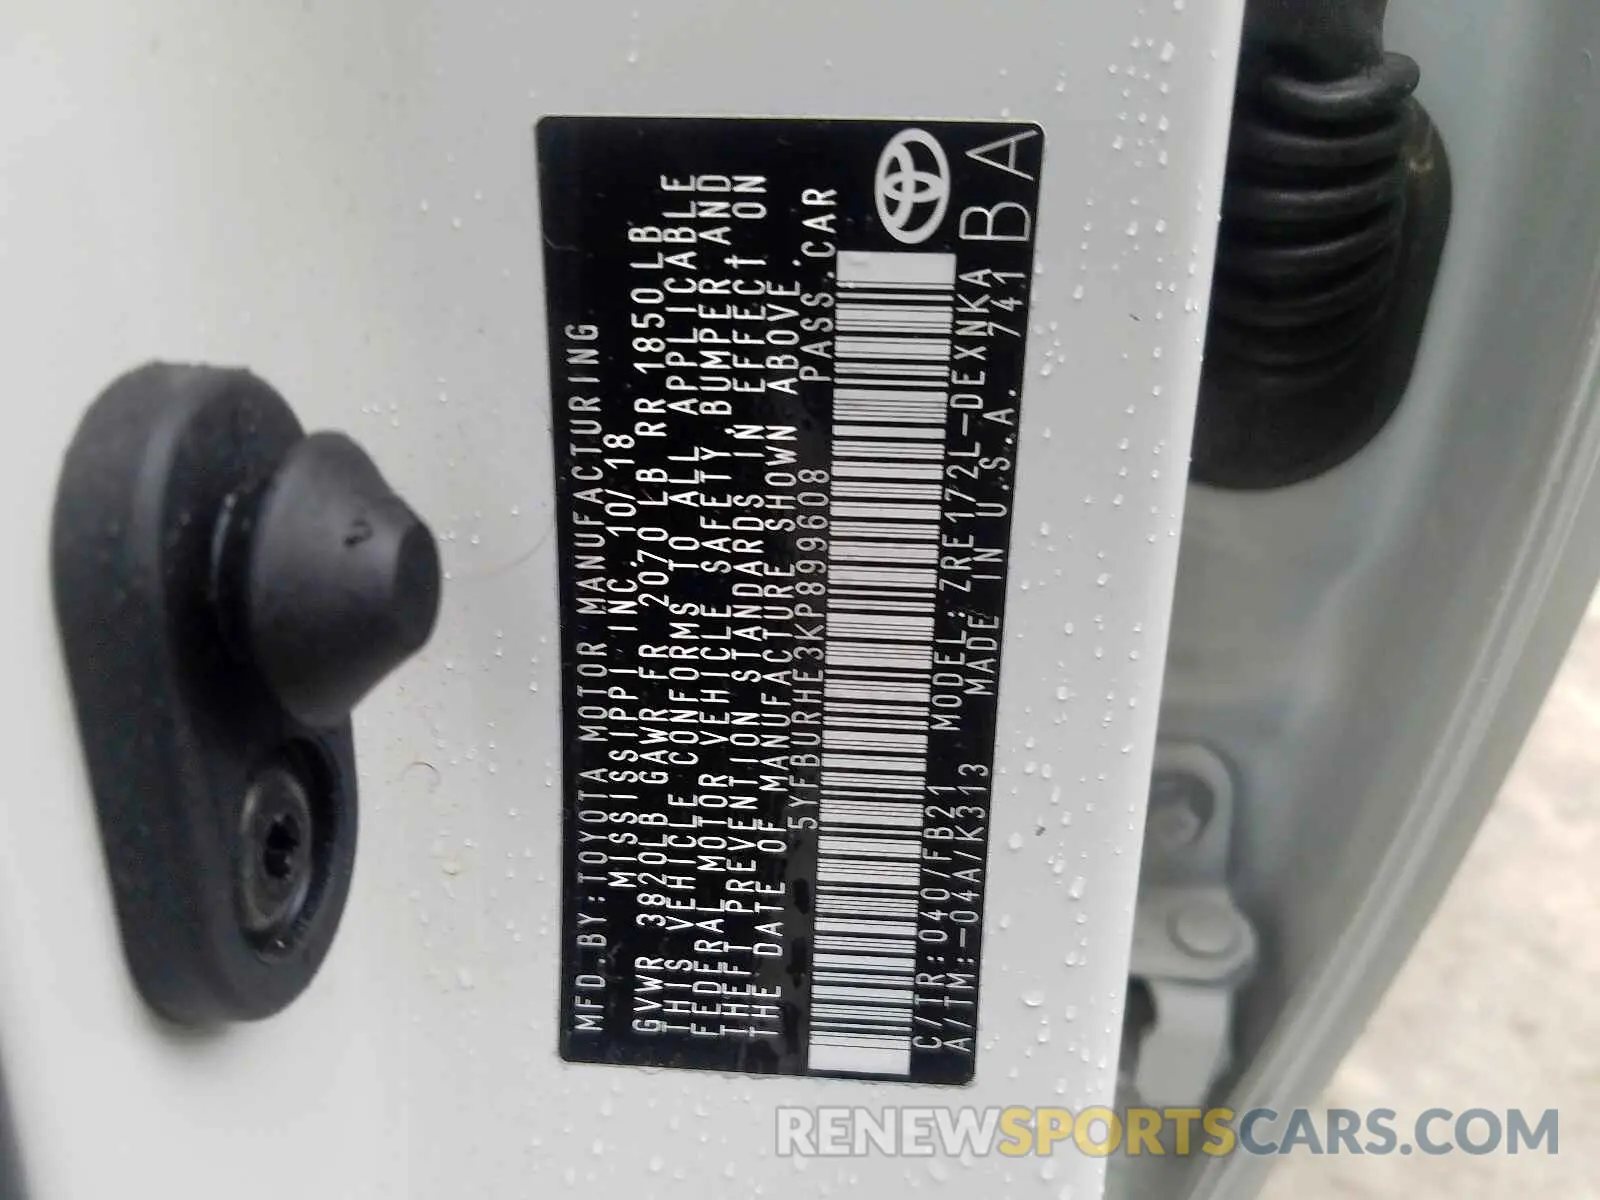 MFD.BY:TOYOTA MOTOR MANUFACTURING
MISSISSIPPI INC. 10/18
GVWR 3820LB GAWR FR 2070LB RR 1850LB
THIS VEHICLE CONFORMS TO ALL APPLICABLE
FEDERAL MOTOR VEHICLE SAFETY, BUMPER AND
THEFT PREVENTION STANDARDS IN EFFECT ON
THE DATE OF MANUFACTURE SHOWN ABOVE.
5YFBURHE3KP899608 PASS.CAR
C/TR:040/FB21 MODEL:ZRE172L-DEXNKA
A/TM:-04A/K313 MADE IN U.S.A. 741 BA
RENEWSPORTSCARS.COM